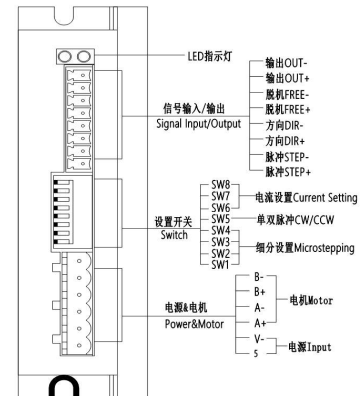 LED指示灯
输出OUT-
输出OUT+
脱机FREE-
脱机FREE+
方向DIR-
方向DIR+
脉冲STEP-
脉冲STEP+
信号输入/输出
Signal Input/Output
SW8
SW7
SW6
SW5
SW4
SW3
SW2
SW1
电流设置Current Setting
单双脉冲CW/CCW
细分设置Microstepping
设置开关
Switch
B-
B+
A-
A+
V-
5
电机Motor
电源Input
电源&电机
Power&Motor